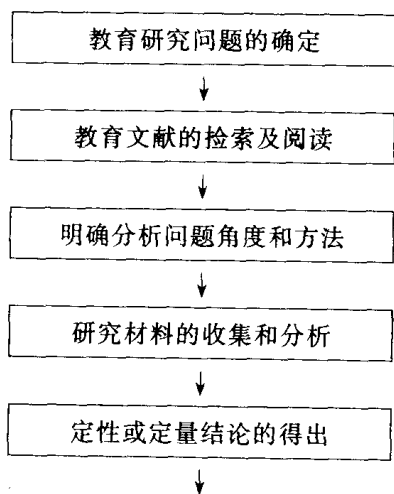 教育研究问题的确定
教育文献的检索及阅读
明确分析问题角度和方法
研究材料的收集和分析
定性或定量结论的得出